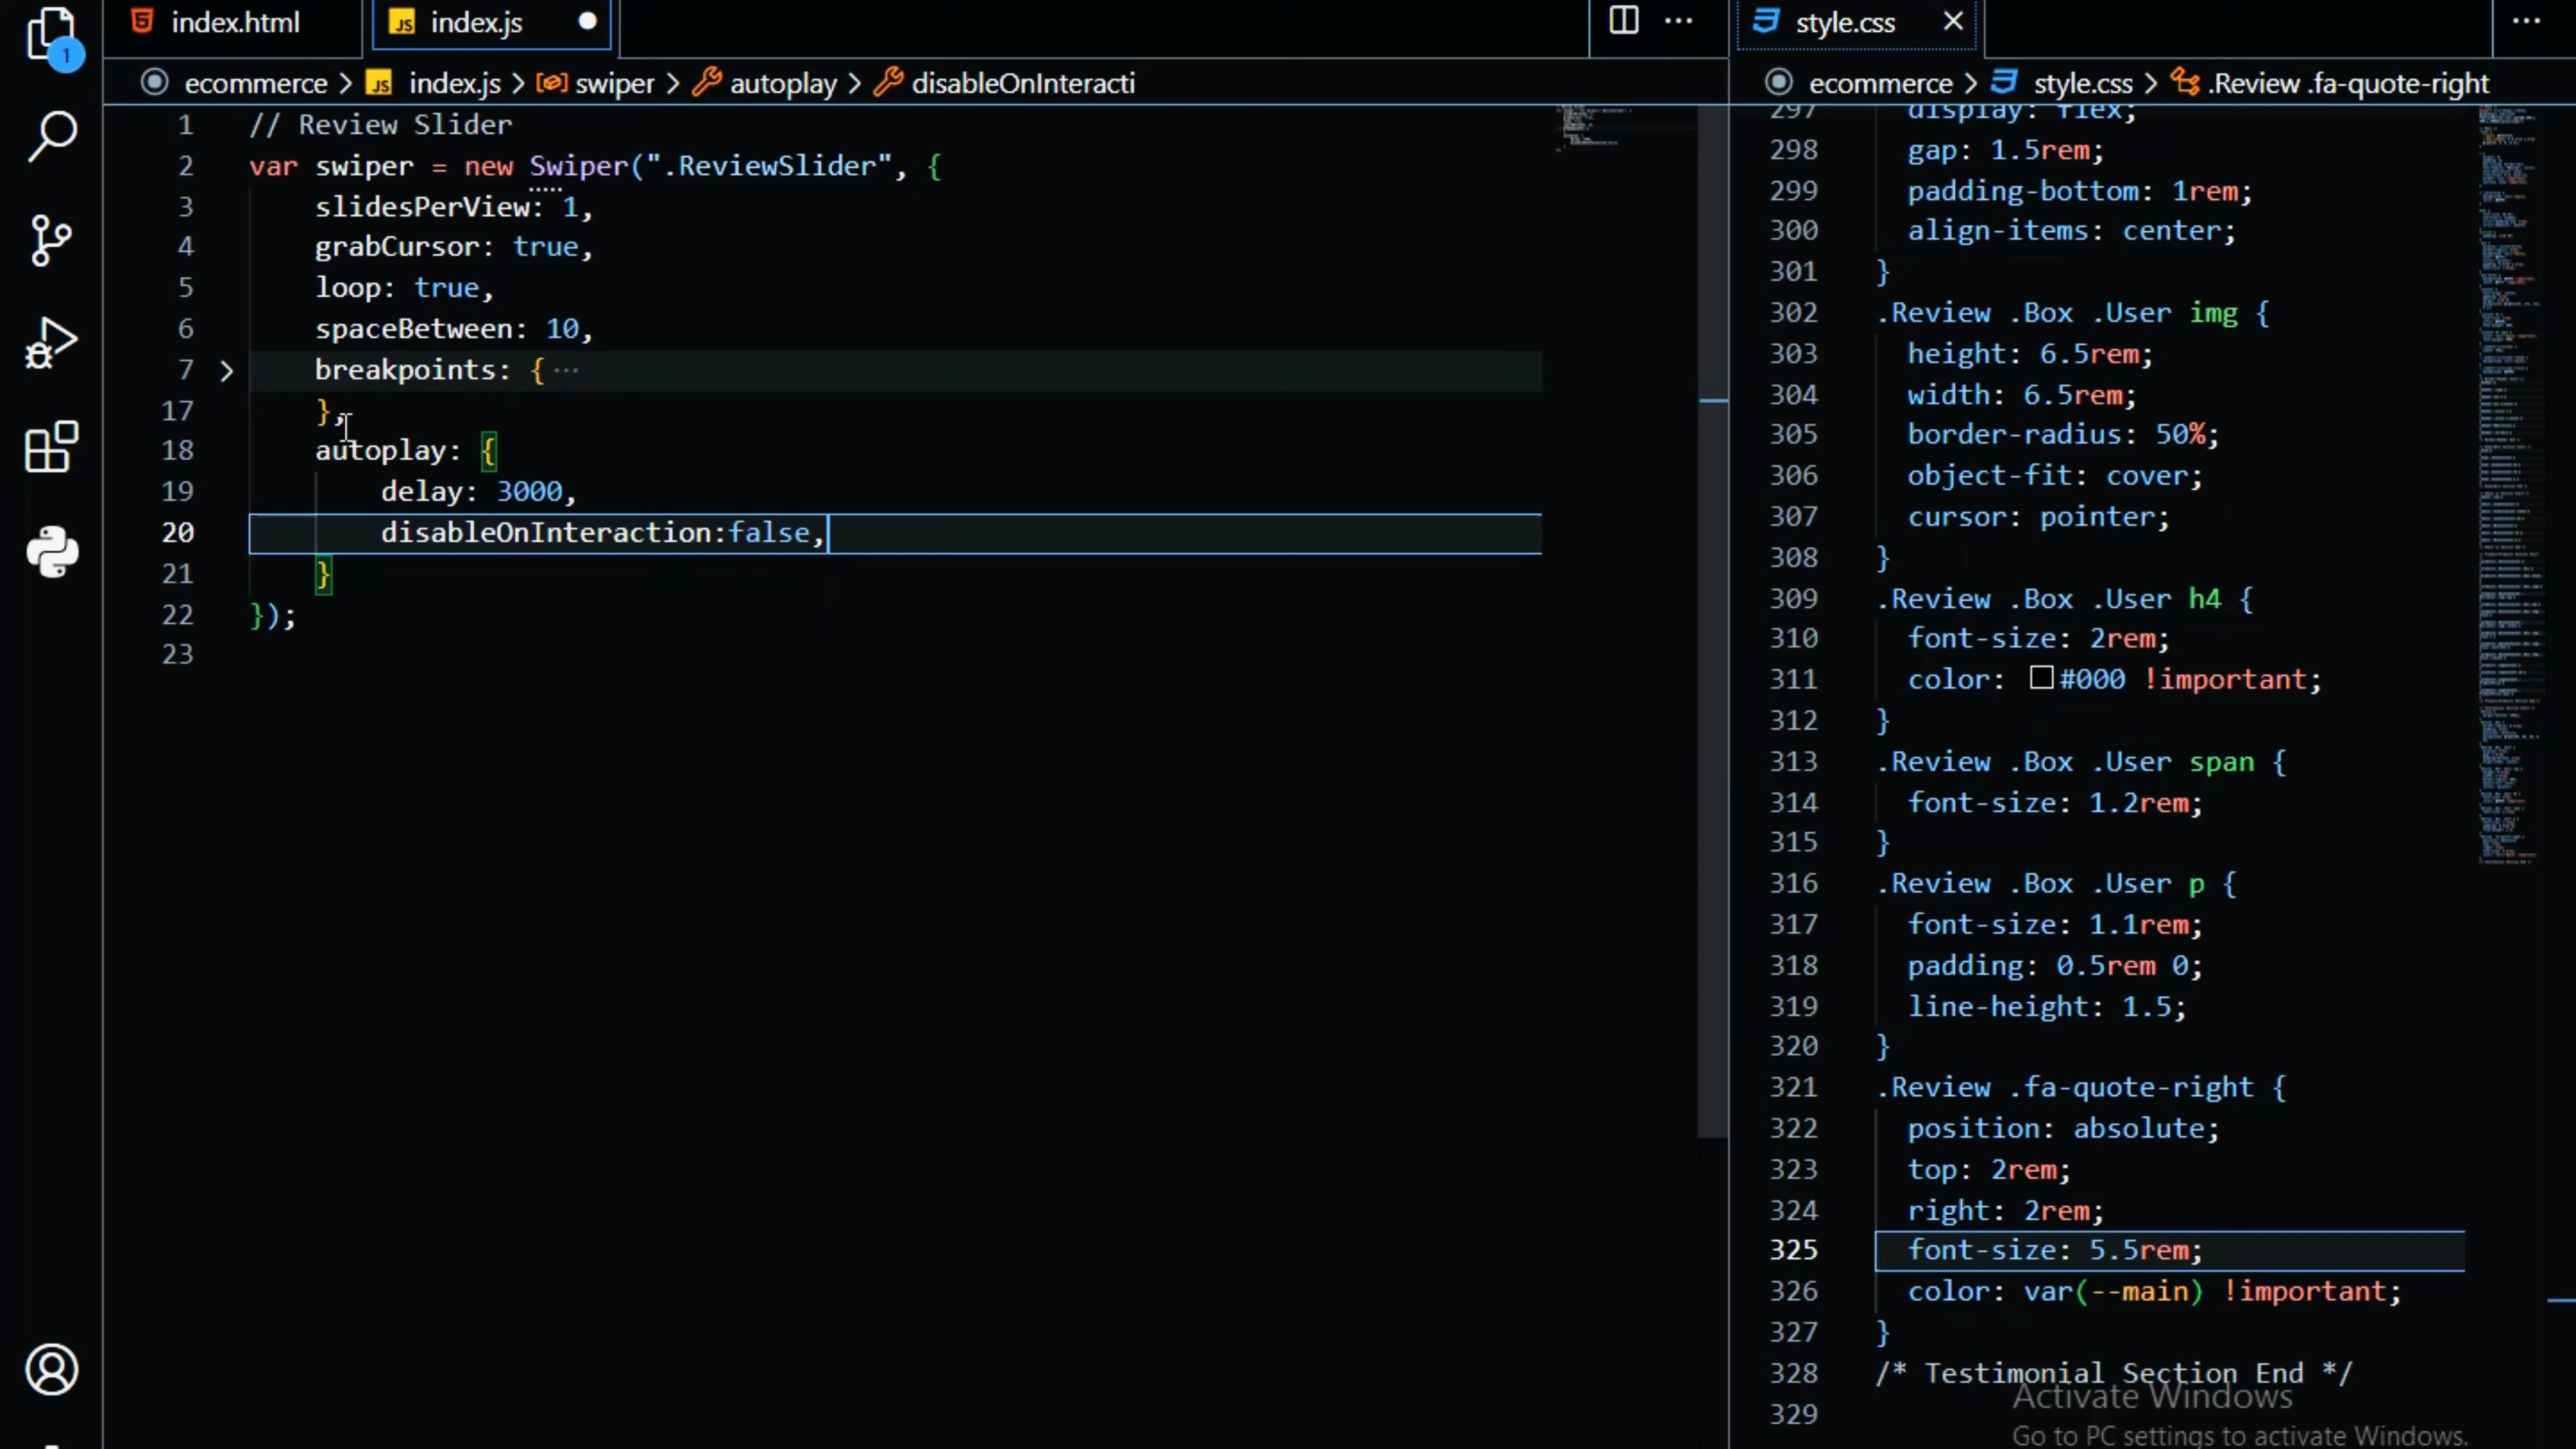 index.html
index.js
style.css
ecommerce > index.js > swiper > autoplay > disableOnInteracti
ecommerce > style.css > .Review .fa-quote-right
1
1 // Review Slider
2 var swiper = new Swiper(".ReviewSlider", {
3 slidesPerView: 1,
4 grabCursor: true,
5 loop: true,
6 spaceBetween: 10,
7 breakpoints: { ...
17 },
18 autoplay: {
19 delay: 3000,
20 disableOnInteraction:false,
21 }
22 });
23
297 display: flex;
298 gap: 1.5rem;
299 padding-bottom: 1rem;
300 align-items: center;
301 }
302 .Review .Box .User img {
303 height: 6.5rem;
304 width: 6.5rem;
305 border-radius: 50%;
306 object-fit: cover;
307 cursor: pointer;
308 }
309 .Review .Box .User h4 {
310 font-size: 2rem;
311 color: #000 !important;
312 }
313 .Review .Box .User span {
314 font-size: 1.2rem;
315 }
316 .Review .Box .User p {
317 font-size: 1.1rem;
318 padding: 0.5rem 0;
319 line-height: 1.5;
320 }
321 .Review .fa-quote-right {
322 position: absolute;
323 top: 2rem;
324 right: 2rem;
325 font-size: 5.5rem;
326 color: var(--main) !important;
327 }
328 /* Testimonial Section End */
329
Activate Windows
Go to PC settings to activate Windows.